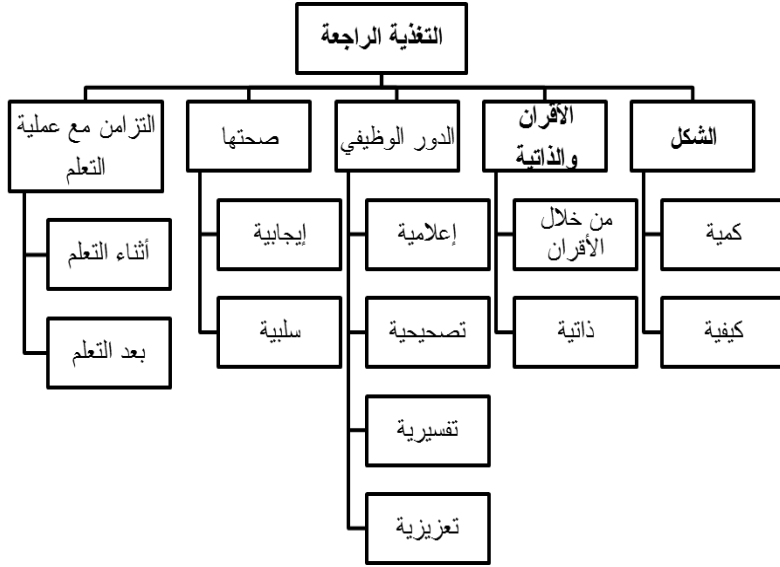 التغذية الراجعة
الشكل
كمية
كيفية
الأقران
والذاتية
من خلال
الأقران
ذاتية
الدور الوظيفي
إعلامية
تصحيحية
تفسيرية
تعزيزية
صحتها
إيجابية
سلبية
التزامن مع عملية
التعلم
أثناء التعلم
بعد التعلم